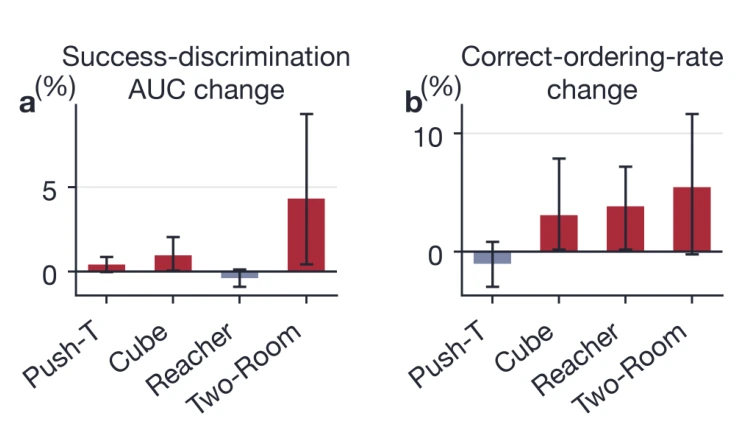 Success-discrimination
AUC change
a
(%)
5
0
Push-T
Cube
Reacher
Two-Room
Correct-ordering-rate
change
b
(%)
10
0
Push-T
Cube
Reacher
Two-Room